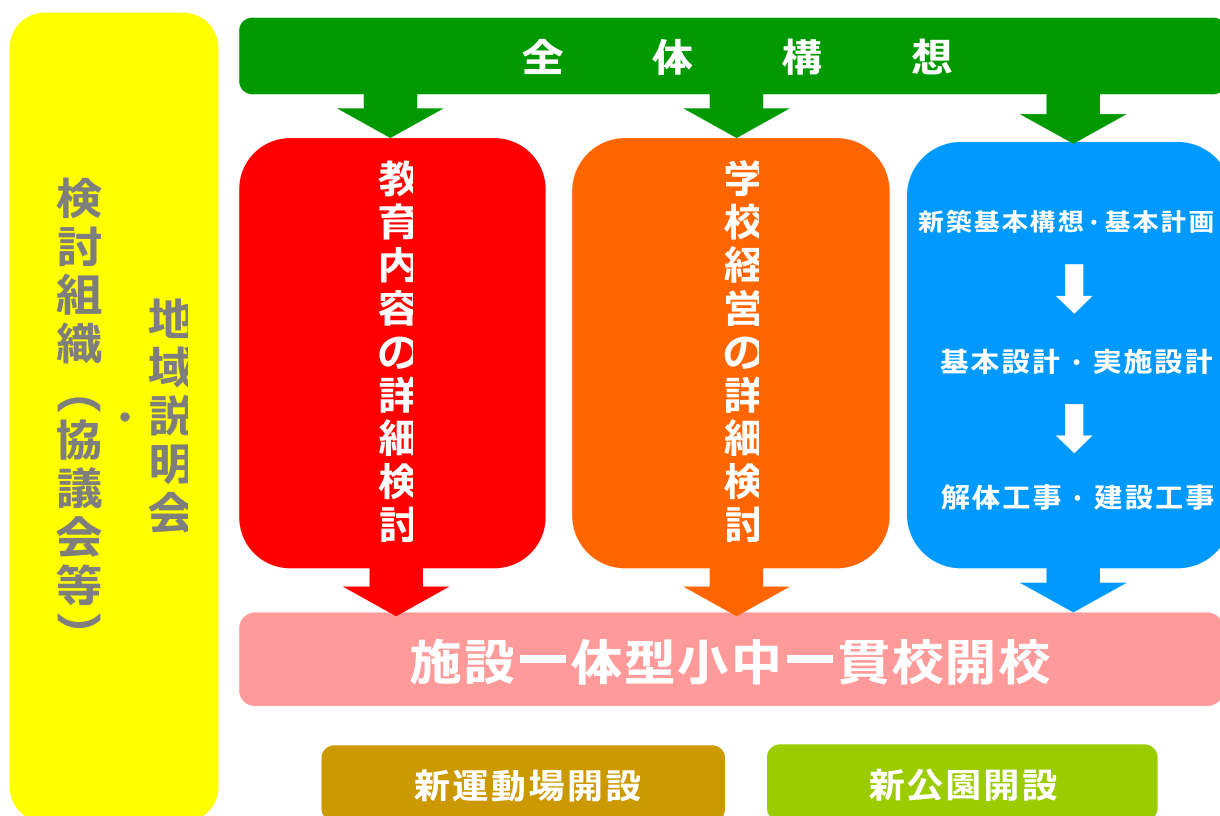 全体構想
地域説明会
・
検討組織（協議会等）
教育内容の詳細検討
学校経営の詳細検討
新築基本構想・基本計画
基本設計・実施設計
解体工事・建設工事
施設一体型小中一貫校開校
新運動場開設
新公園開設